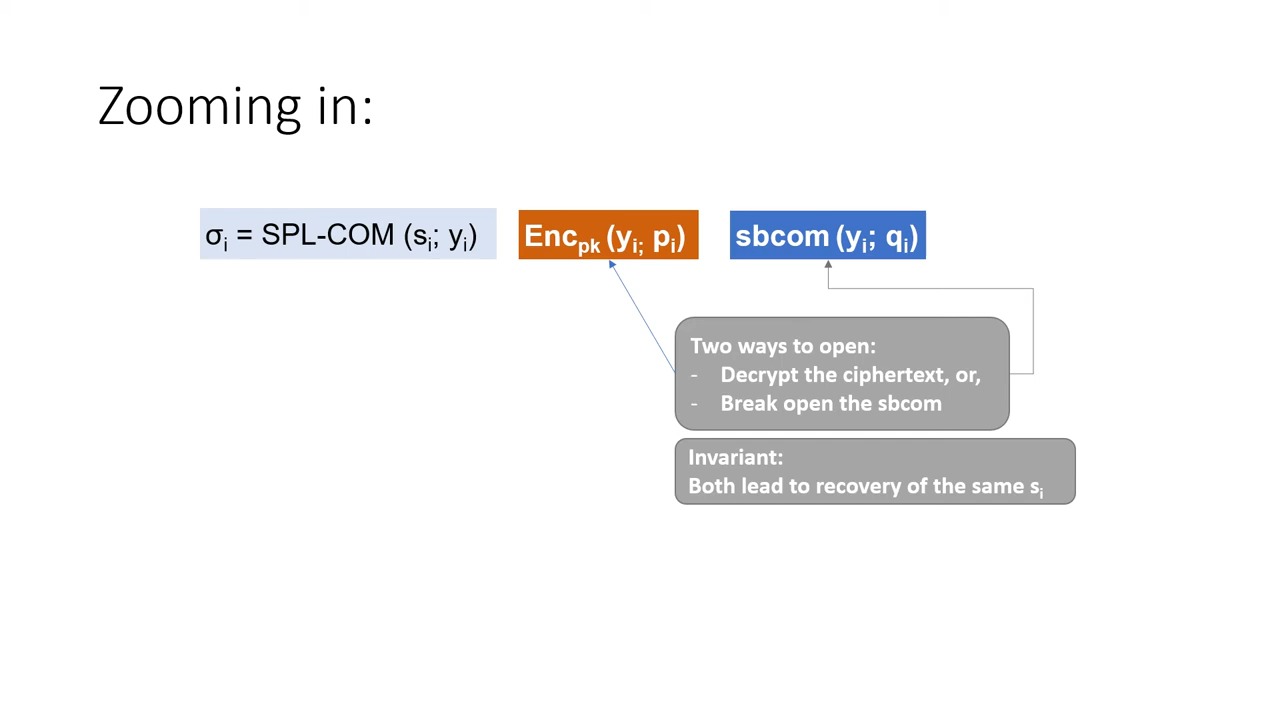 Zooming in:
σi = SPL-COM (si; yi)
Encpk (yi; pi)
sbcom (yi; qi)
Two ways to open:
- Decrypt the ciphertext, or,
- Break open the sbcom
Invariant:
Both lead to recovery of the same si